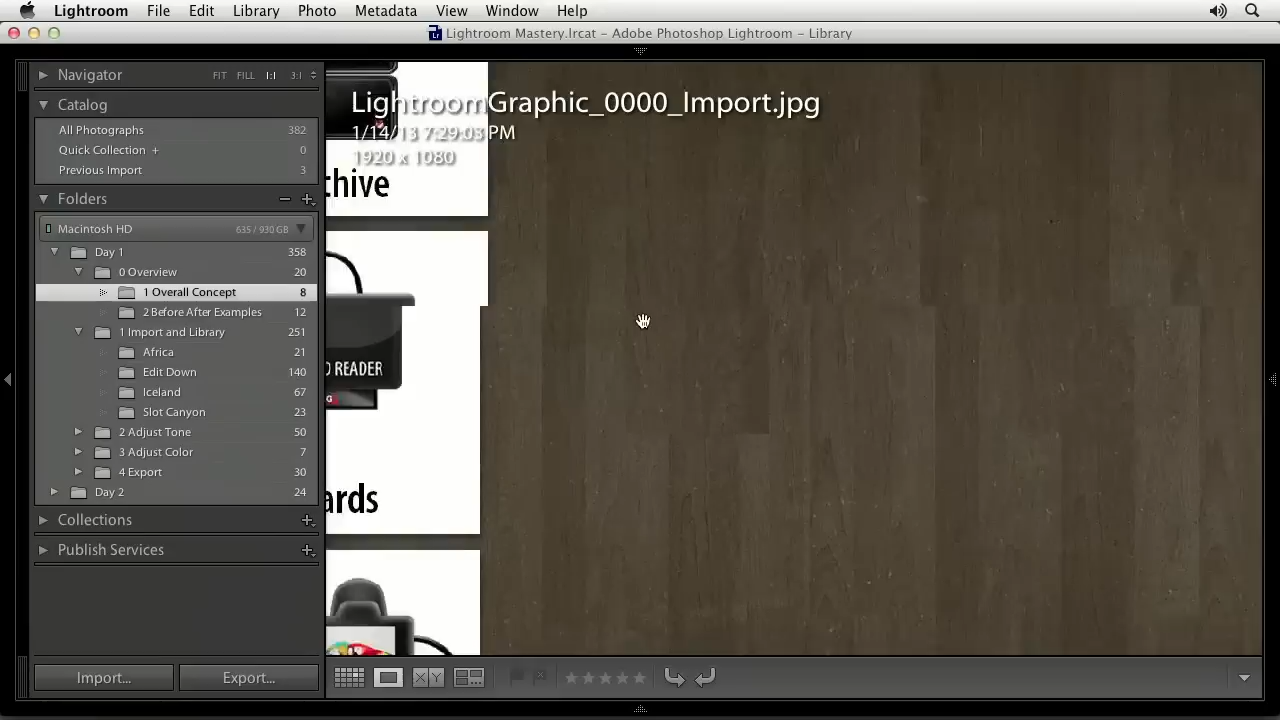 Lightroom File Edit Library Photo Metadata View Window Help
Lr Lightroom Mastery.lrcat - Adobe Photoshop Lightroom - Library
Navigator FIT FILL 1:1 3:1
Catalog
All Photographs 382
Quick Collection + 0
Previous Import 3
Folders
Macintosh HD 635 / 930 GB
Day 1 358
0 Overview 20
1 Overall Concept 8
2 Before After Examples 12
1 Import and Library 251
Africa 21
Edit Down 140
Iceland 67
Slot Canyon 23
2 Adjust Tone 50
3 Adjust Color 7
4 Export 30
Day 2 24
Collections
Publish Services
Import... Export...
LightroomGraphic_0000_Import.jpg
1/14/13 7:29:03 PM
1920 x 1080
chive
READER
ards
XY